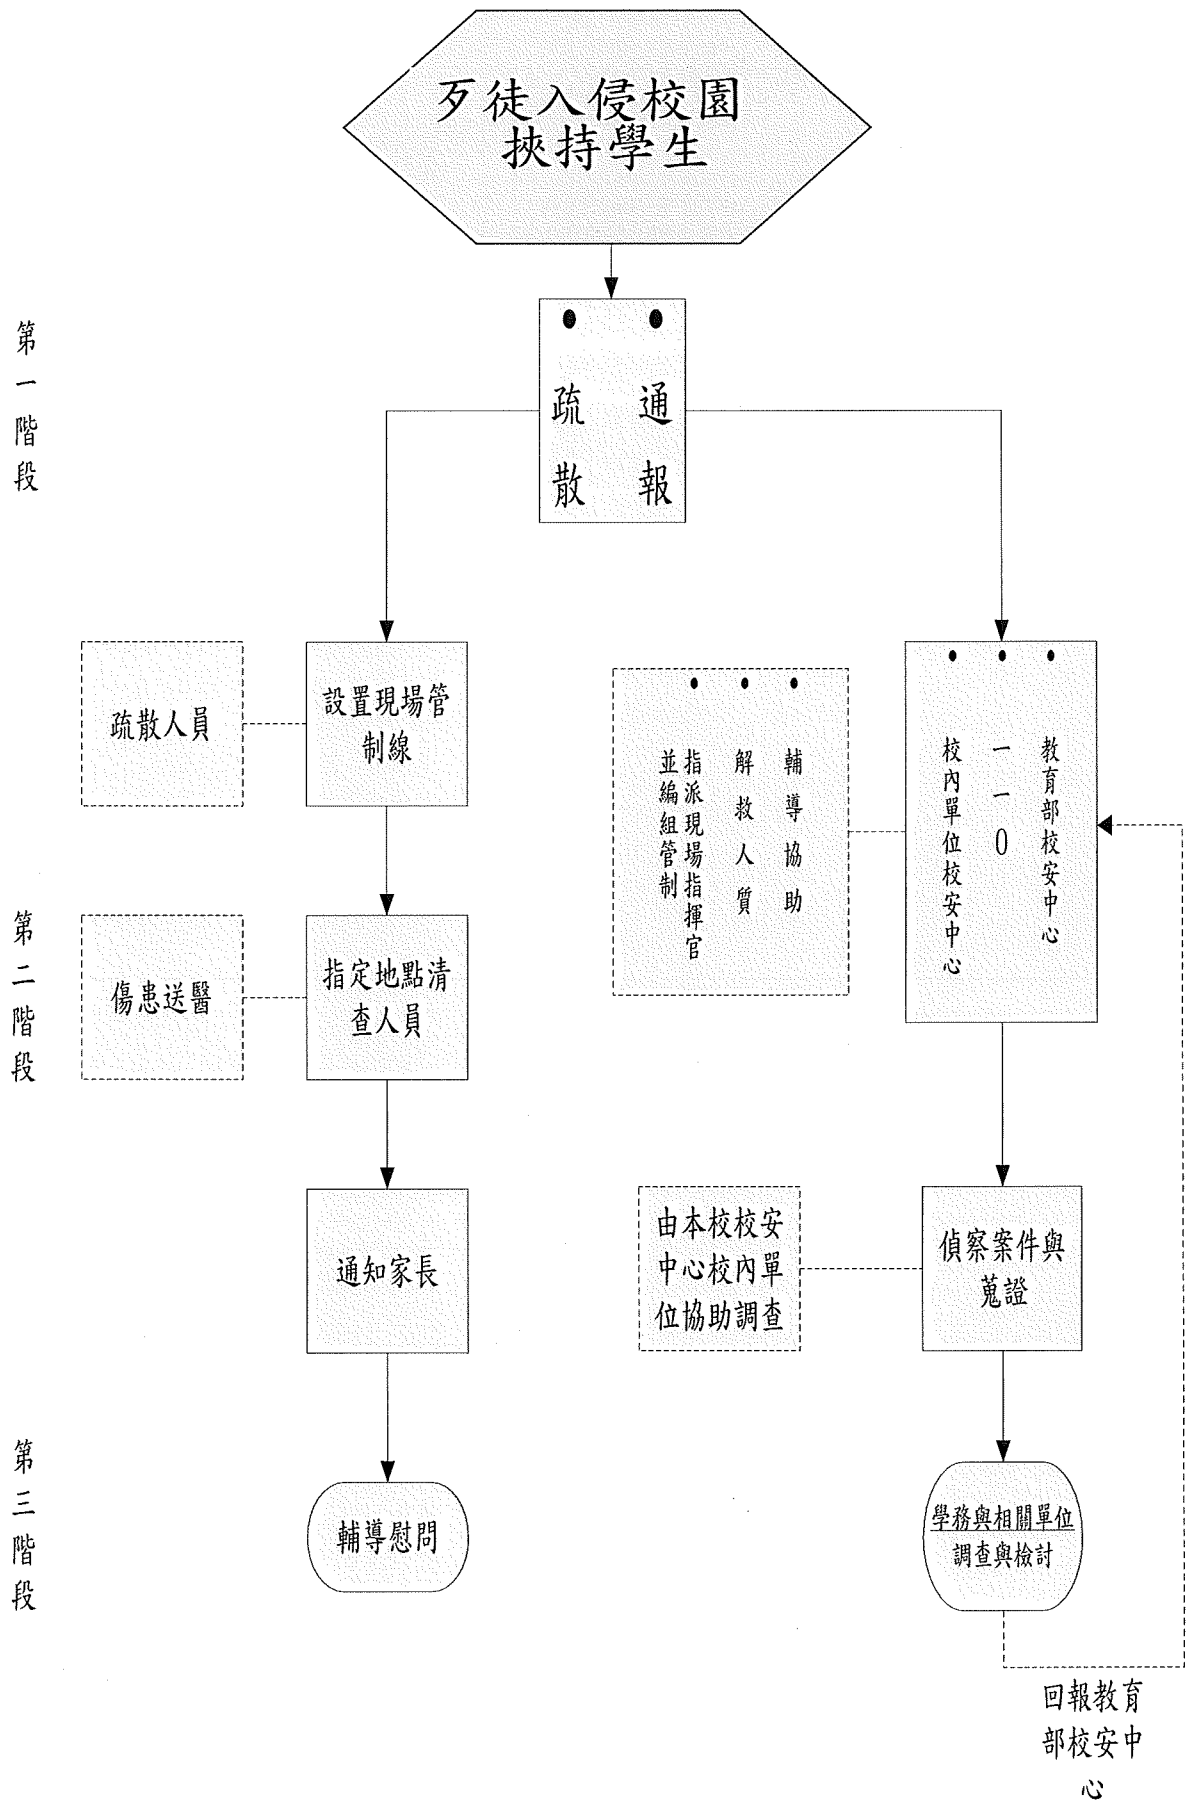 歹徒入侵校園
挾持學生
第一階段
通報
疏散
疏散人員
設置現場管
制線
輔導協助
解救人質
指派現場指揮官
並編組管制
教育部校安中心
一一0
校內單位校安中心
第二階段
傷患送醫
指定地點清
查人員
通知家長
由本校校安
中心校內單
位協助調查
偵察案件與
蒐證
第三階段
輔導慰問
學務與相關單位
調查與檢討
回報教育
部校安中
心